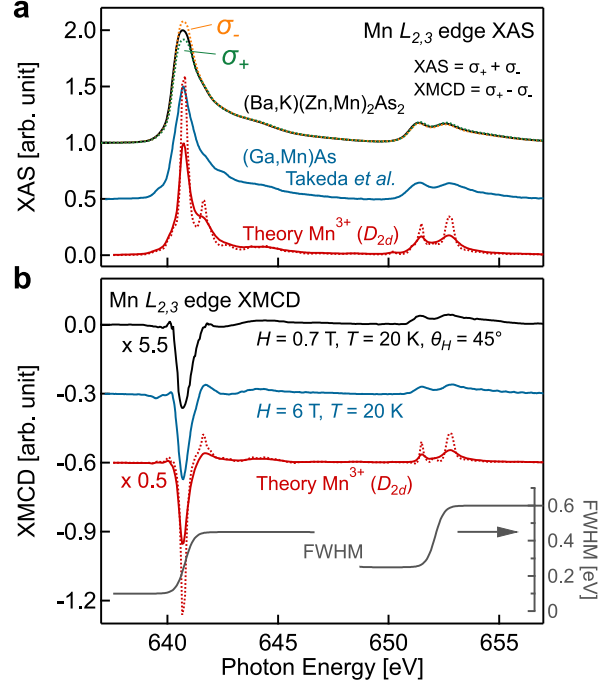 a
Mn L2,3 edge XAS
XAS = σ+ + σ-
XMCD = σ+ - σ-
σ-
σ+
(Ba,K)(Zn,Mn)2As2
(Ga,Mn)As
Takeda et al.
Theory Mn3+ (D2d)
XAS [arb. unit]
2.0
1.5
1.0
0.5
0.0
b
Mn L2,3 edge XMCD
x 5.5
H = 0.7 T, T = 20 K, θH = 45°
H = 6 T, T = 20 K
x 0.5
Theory Mn3+ (D2d)
FWHM
XMCD [arb. unit]
0.0
-0.3
-0.6
-0.9
-1.2
0.6
0.4
0.2
0
FWHM [eV]
640
645
650
655
Photon Energy [eV]